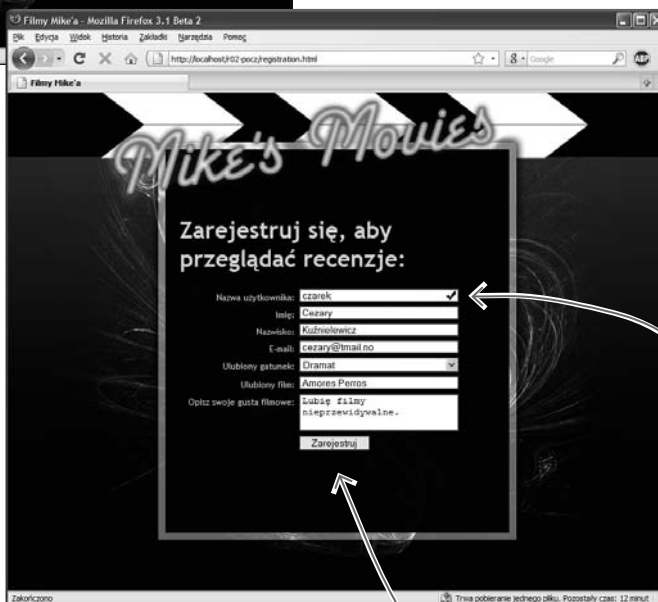 Filmy Mike'a - Mozilla Firefox 3.1 Beta 2
Plik Edycja Widok Historia Zakładki Narzędzia Pomoc
http://localhost/r02-pocz/registration.html
Google
ABP
Filmy Mike'a
Mike's Movies
Zarejestruj się, aby
przeglądać recenzje:
Nazwa użytkownika: czarek
Imię: Cezary
Nazwisko: Kuźnielewicz
E-mail: cezary@tmail.no
Ulubiony gatunek: Dramat
Ulubiony film: Amores Perros
Opisz swoje gusta filmowe: Lubię filmy
nieprzewidywalne.
Zarejestruj
Zakończono
Trwa pobieranie jednego pliku. Pozostały czas: 12 minut